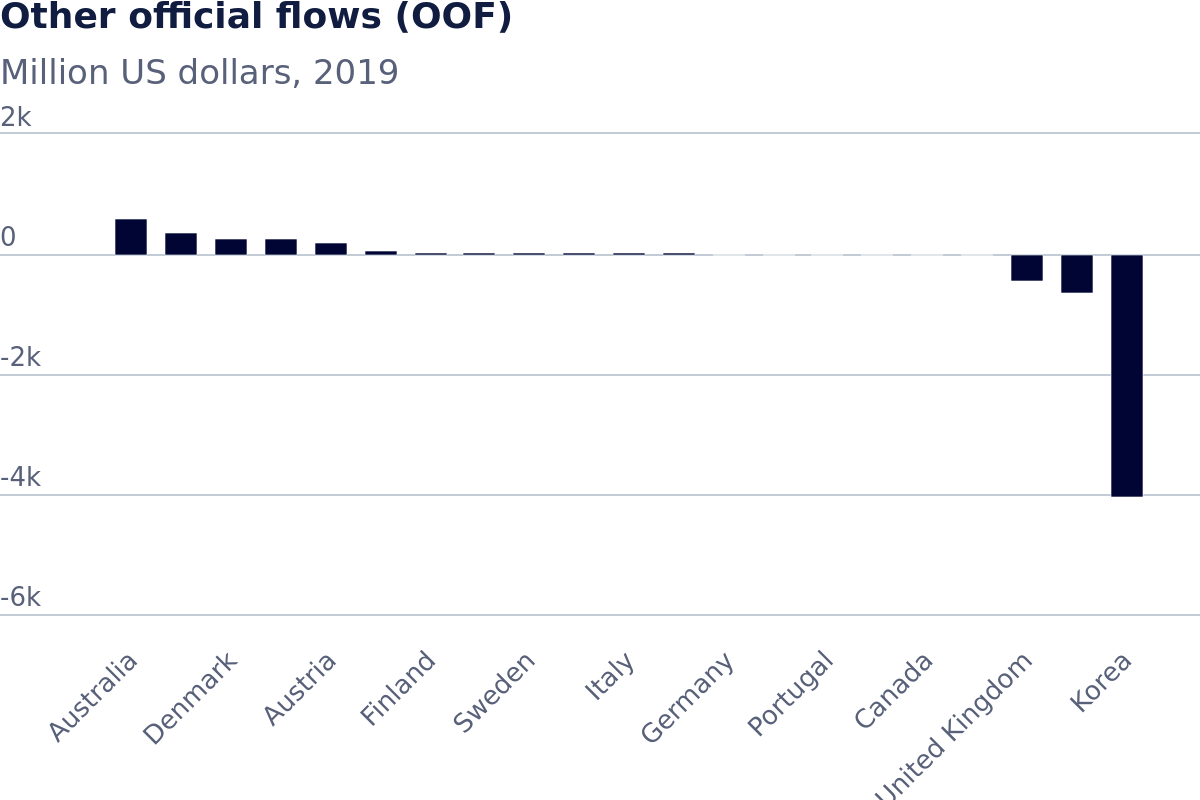 Other official flows (OOF)
Million US dollars, 2019
2k
0
-2k
-4k
-6k
Australia
Denmark
Austria
Finland
Sweden
Italy
Germany
Portugal
Canada
United Kingdom
Korea